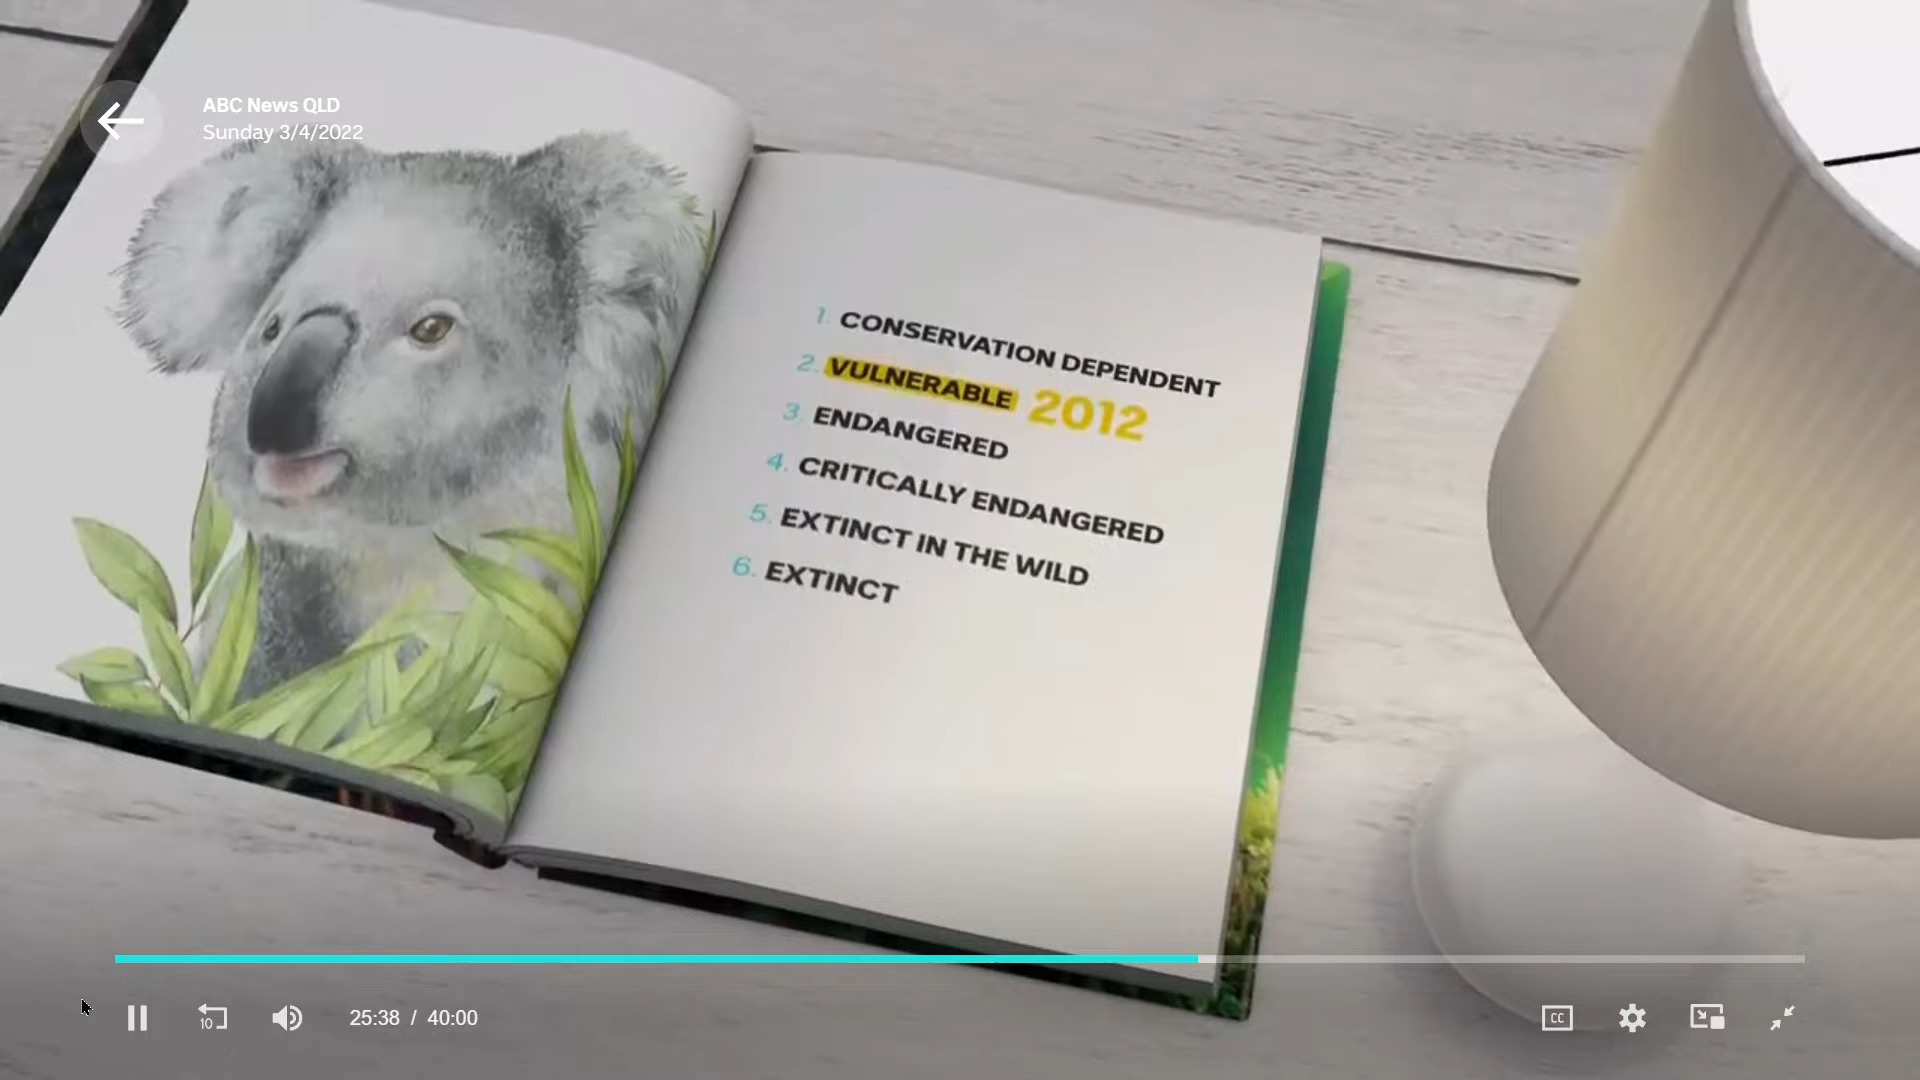 ABC News QLD
Sunday 3/4/2022
1. CONSERVATION DEPENDENT
2. VULNERABLE 2012
3. ENDANGERED
4. CRITICALLY ENDANGERED
5. EXTINCT IN THE WILD
6. EXTINCT
10
25:38 / 40:00
CC